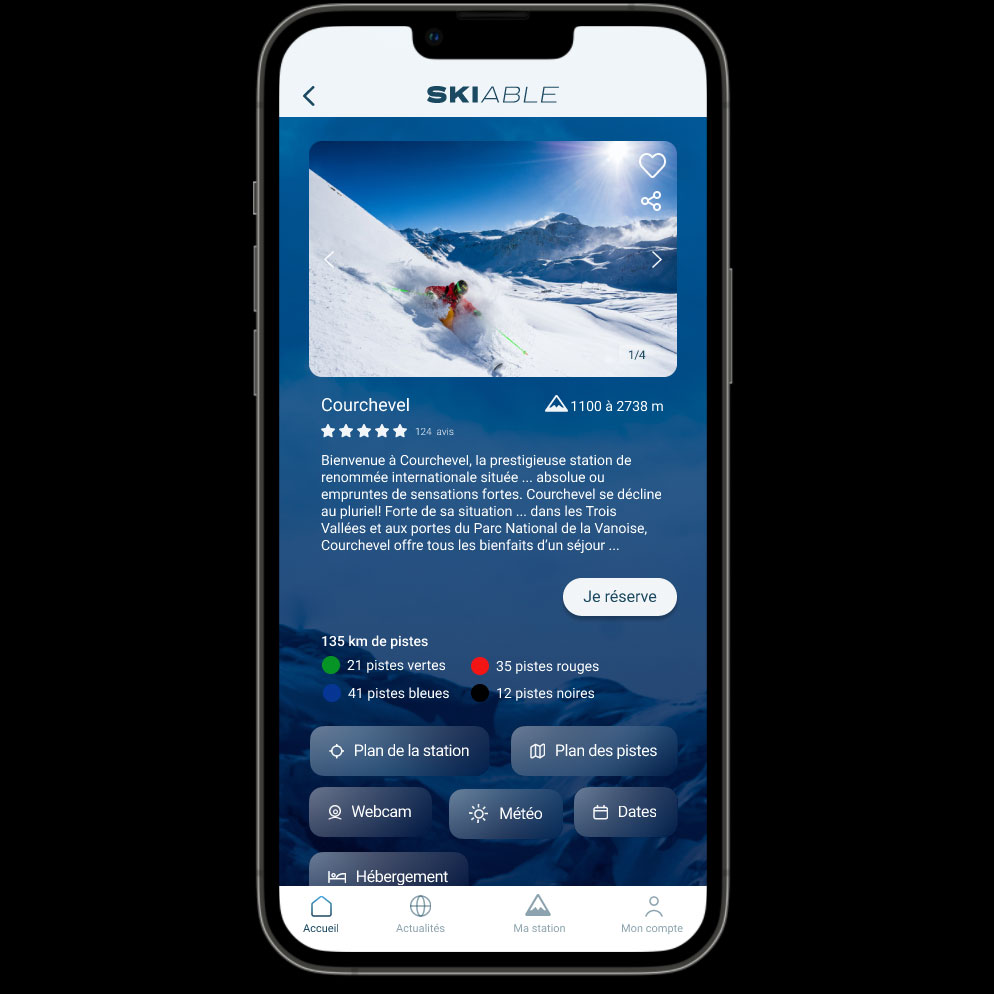 SKIABLE
1/4
Courchevel
1100 à 2738 m
124 avis
Bienvenue à Courchevel, la prestigieuse station de
renommée internationale située ... absolue ou
empruntes de sensations fortes. Courchevel se décline
au pluriel! Forte de sa situation ... dans les Trois
Vallées et aux portes du Parc National de la Vanoise,
Courchevel offre tous les bienfaits d'un séjour ...
Je réserve
135 km de pistes
21 pistes vertes
35 pistes rouges
41 pistes bleues
12 pistes noires
Plan de la station
Plan des pistes
Webcam
Météo
Dates
Hébergement
Accueil
Actualités
Ma station
Mon compte